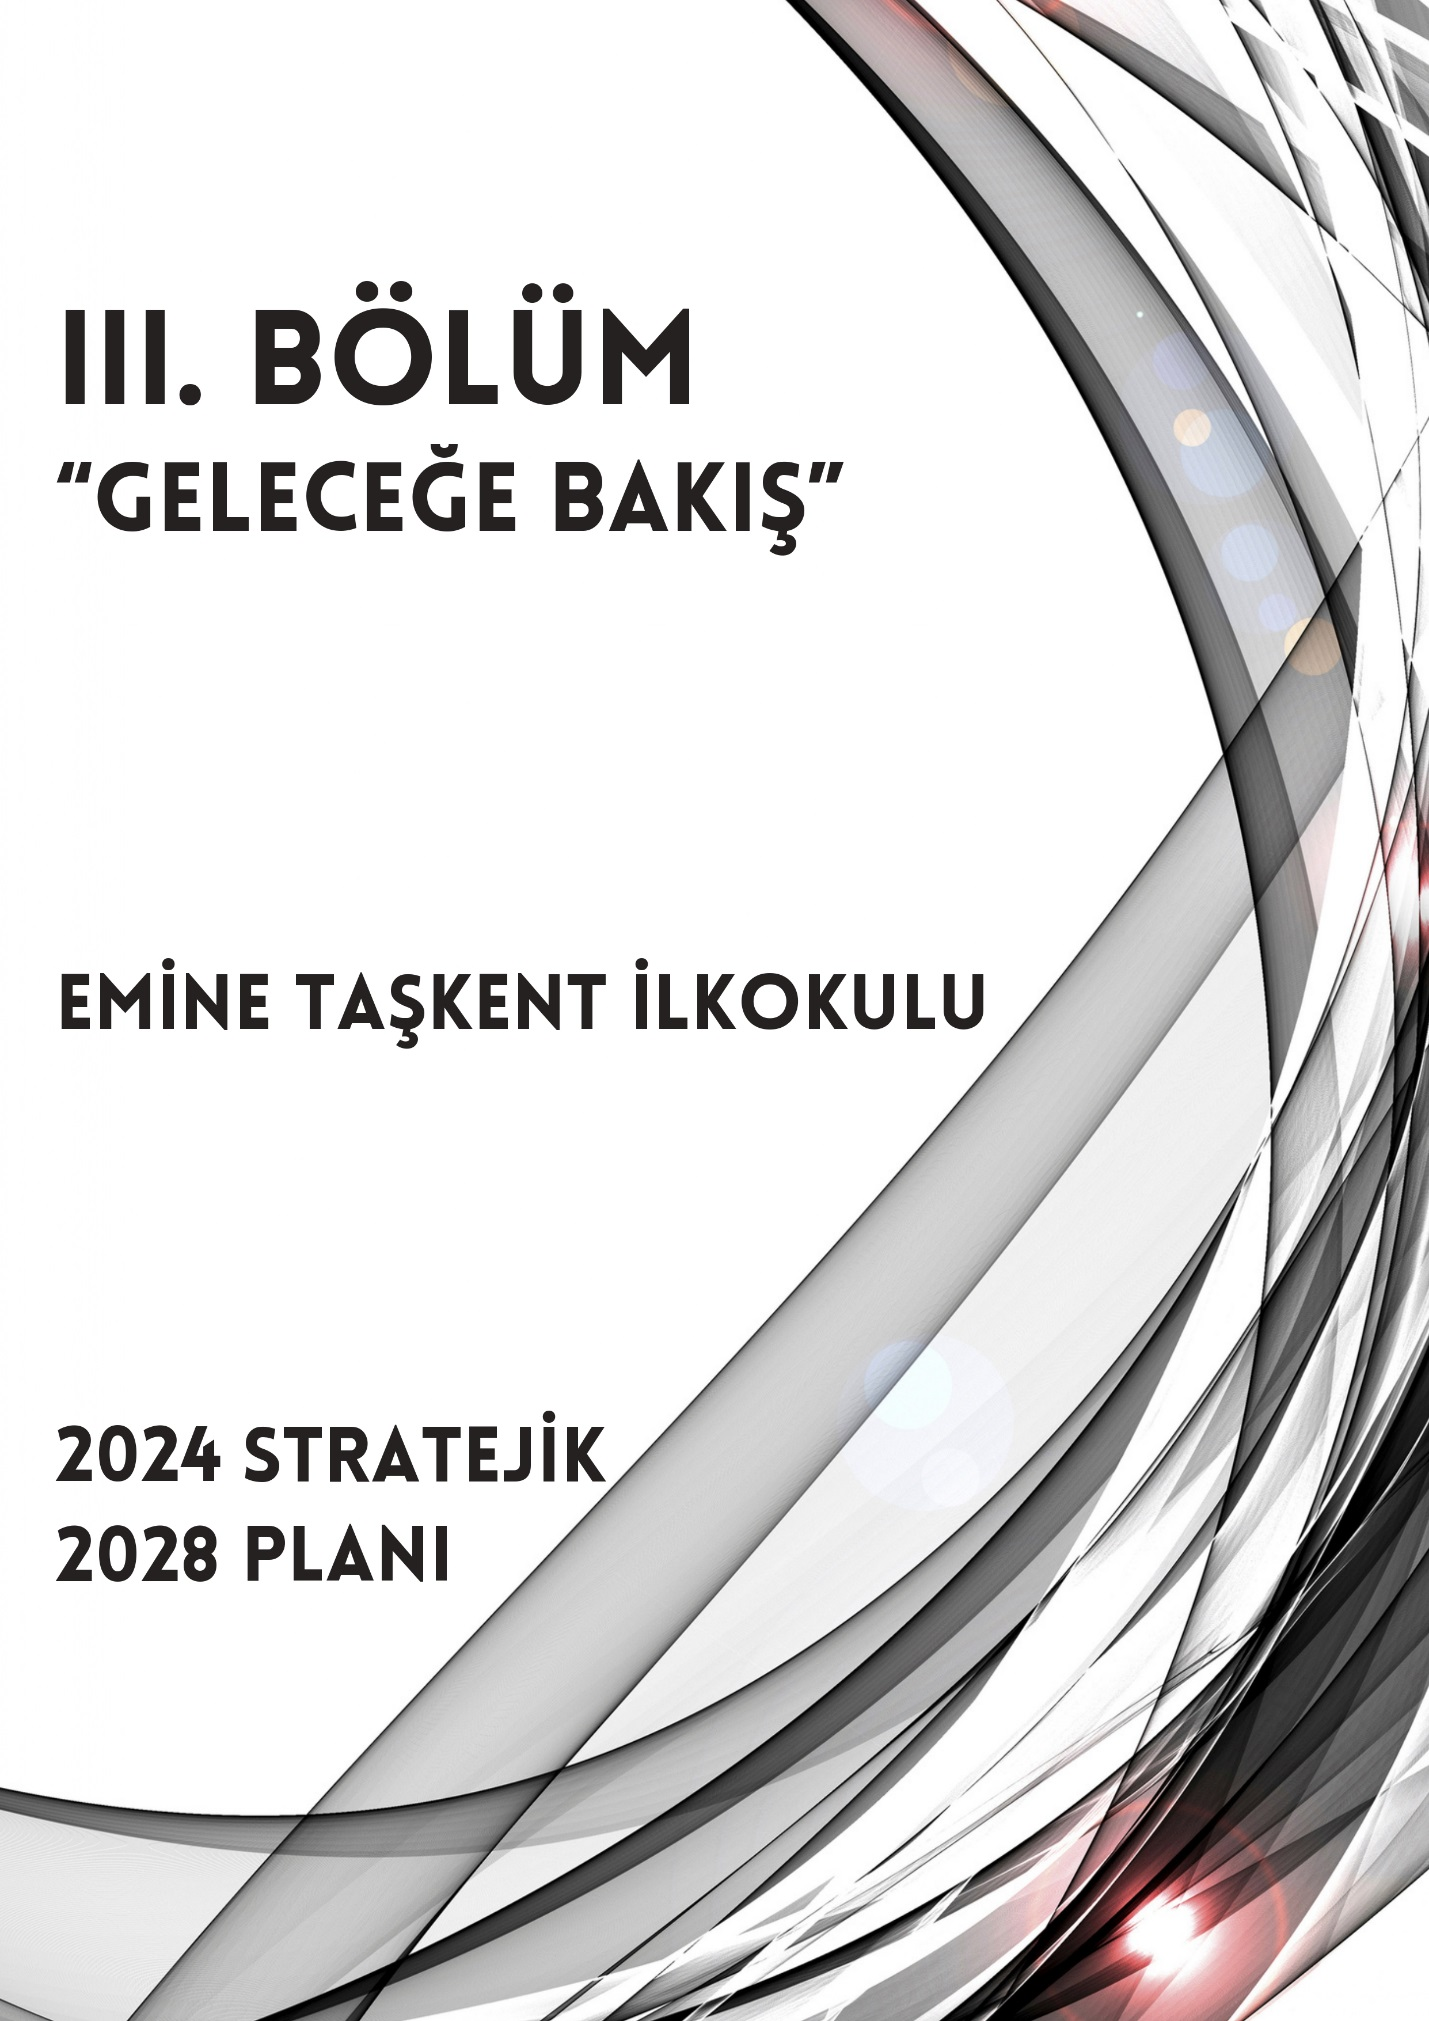 III. BÖLÜM
“GELECEĞE BAKIŞ”
EMİNE TAŞKENT İLKOKULU
2024 STRATEJİK
2028 PLANI